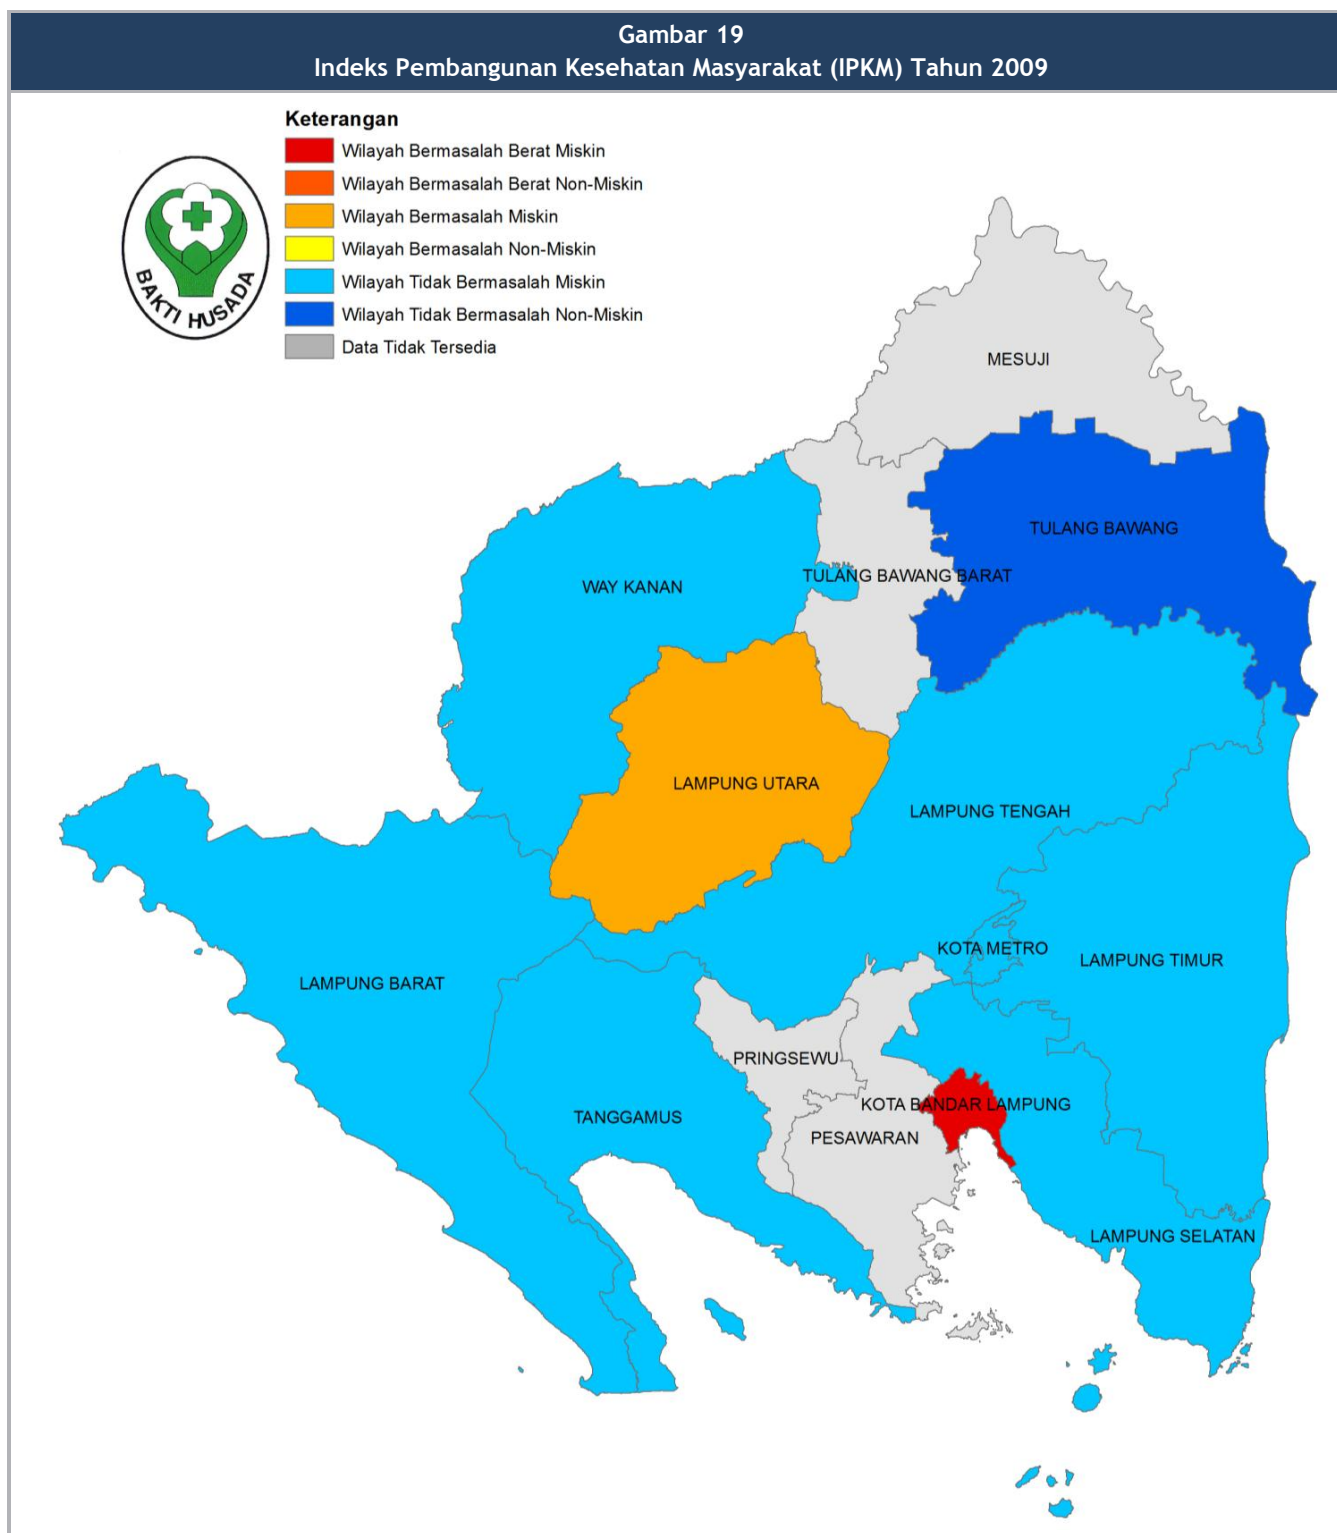 Gambar 19
Indeks Pembangunan Kesehatan Masyarakat (IPKM) Tahun 2009
Keterangan
Wilayah Bermasalah Berat Miskin
Wilayah Bermasalah Berat Non-Miskin
Wilayah Bermasalah Miskin
Wilayah Bermasalah Non-Miskin
Wilayah Tidak Bermasalah Miskin
Wilayah Tidak Bermasalah Non-Miskin
Data Tidak Tersedia
BAKTI HUSADA
MESUJI
TULANG BAWANG
TULANG BAWANG BARAT
WAY KANAN
LAMPUNG UTARA
LAMPUNG TENGAH
KOTA METRO
LAMPUNG TIMUR
LAMPUNG BARAT
PRINGSEWU
KOTA BANDAR LAMPUNG
TANGGAMUS
PESAWARAN
LAMPUNG SELATAN